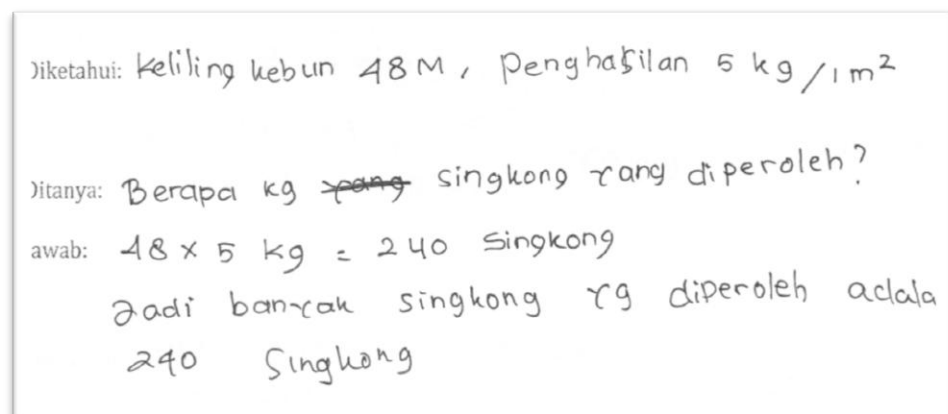 Diketahui: Keliling kebun 48 M, Penghasilan 5 kg/1 m²
Ditanya: Berapa kg yang singkong yang diperoleh?
awab: 48 x 5 kg = 240 Singkong
Jadi banyak singkong yg diperoleh adala
240 Singkong